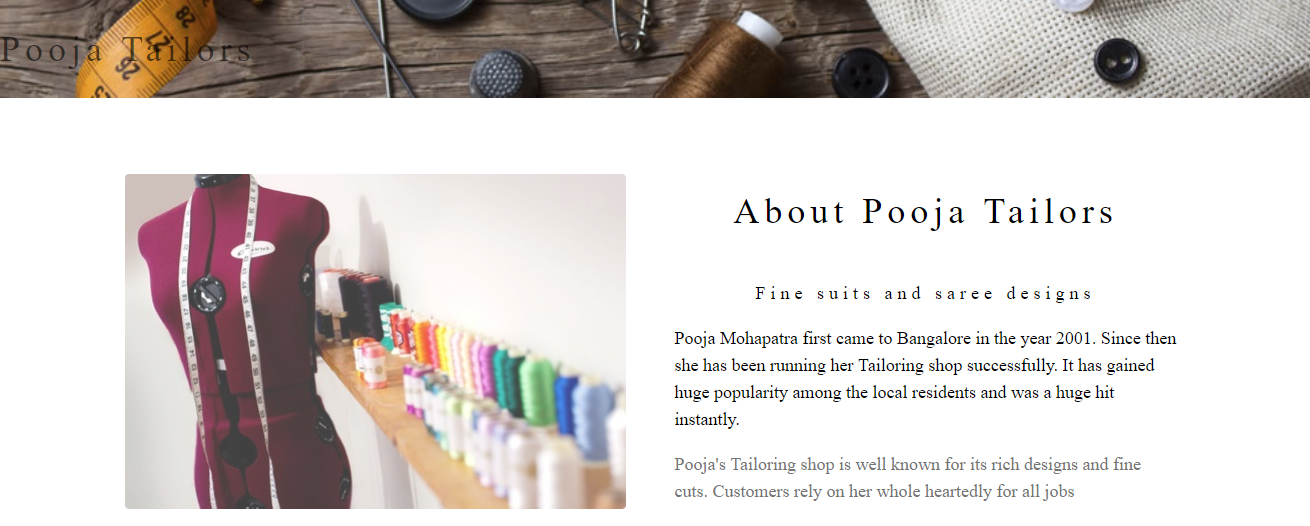 Pooja Tailors
28
27
26
About Pooja Tailors
Fine suits and saree designs
Pooja Mohapatra first came to Bangalore in the year 2001. Since then
she has been running her Tailoring shop successfully. It has gained
huge popularity among the local residents and was a huge hit
instantly.
Pooja's Tailoring shop is well known for its rich designs and fine
cuts. Customers rely on her whole heartedly for all jobs